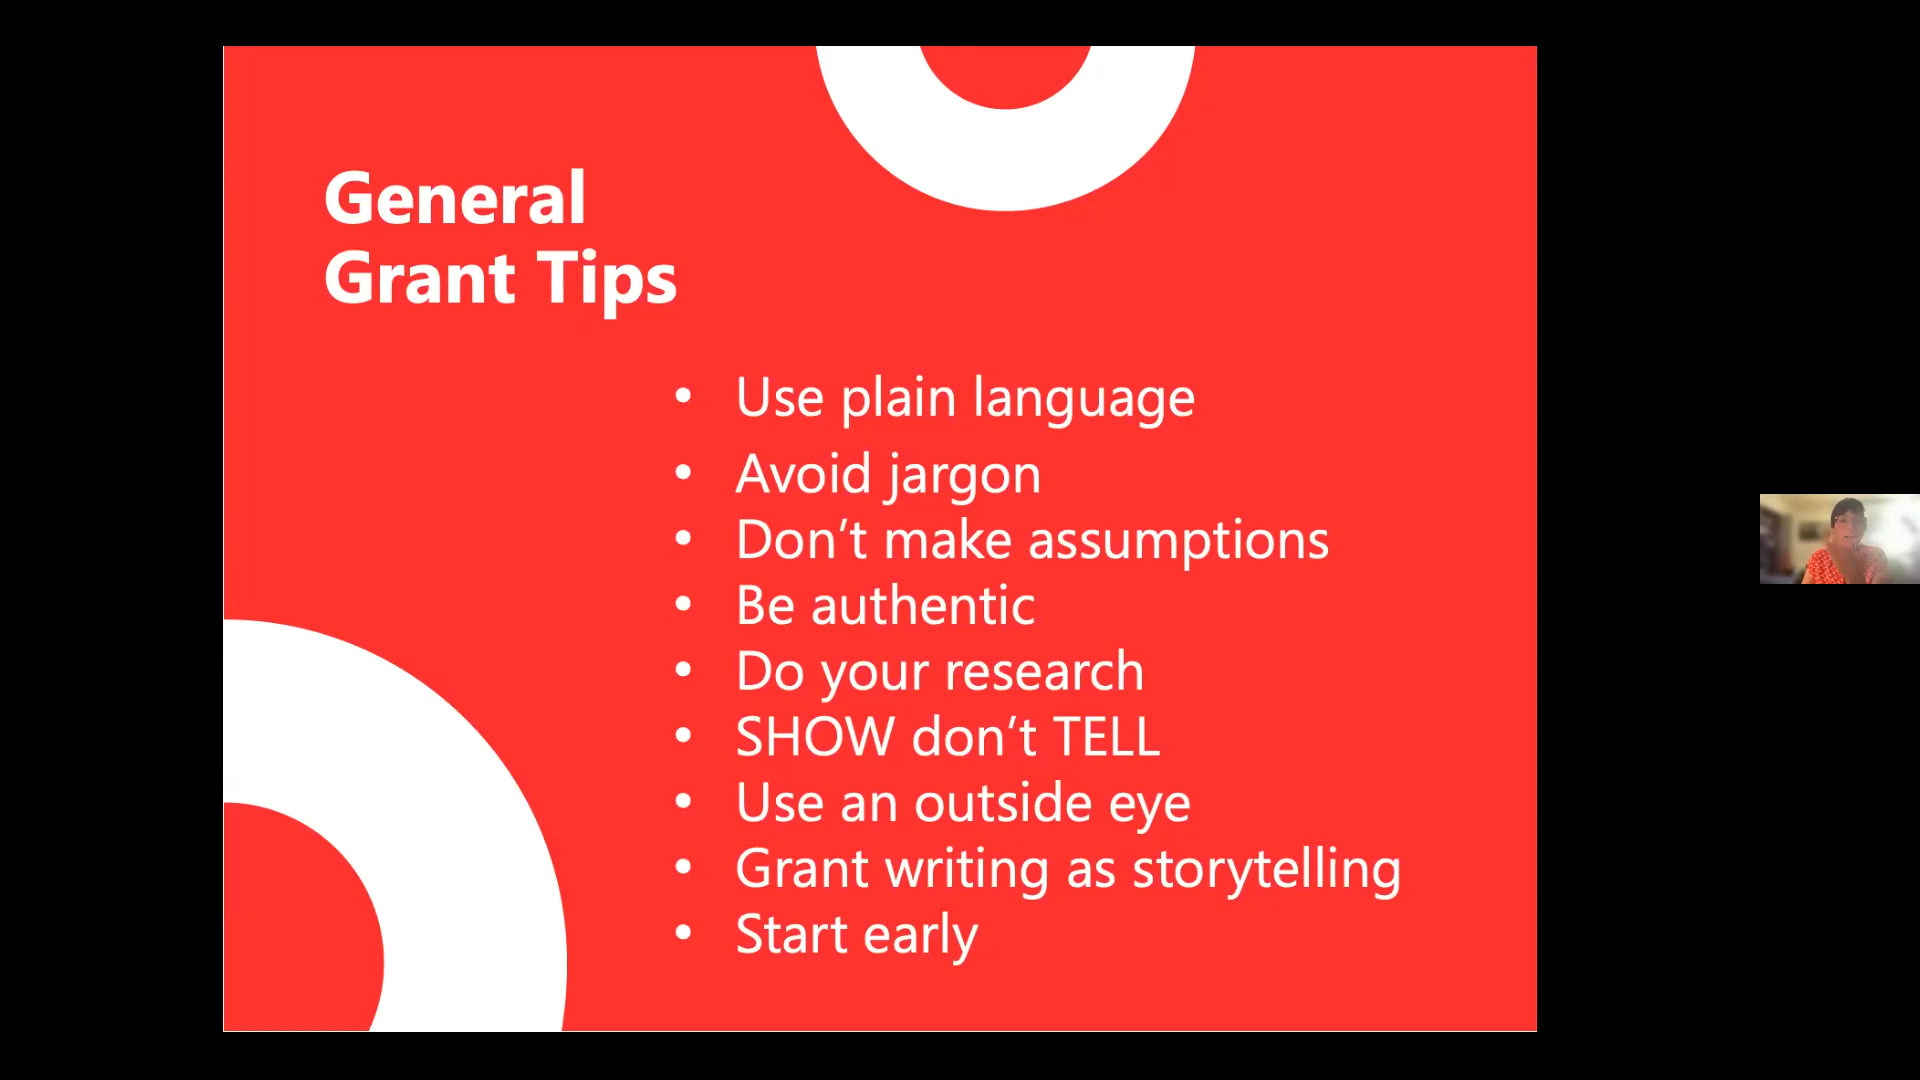 General
Grant Tips
• Use plain language
• Avoid jargon
• Don’t make assumptions
• Be authentic
• Do your research
• SHOW don’t TELL
• Use an outside eye
• Grant writing as storytelling
• Start early